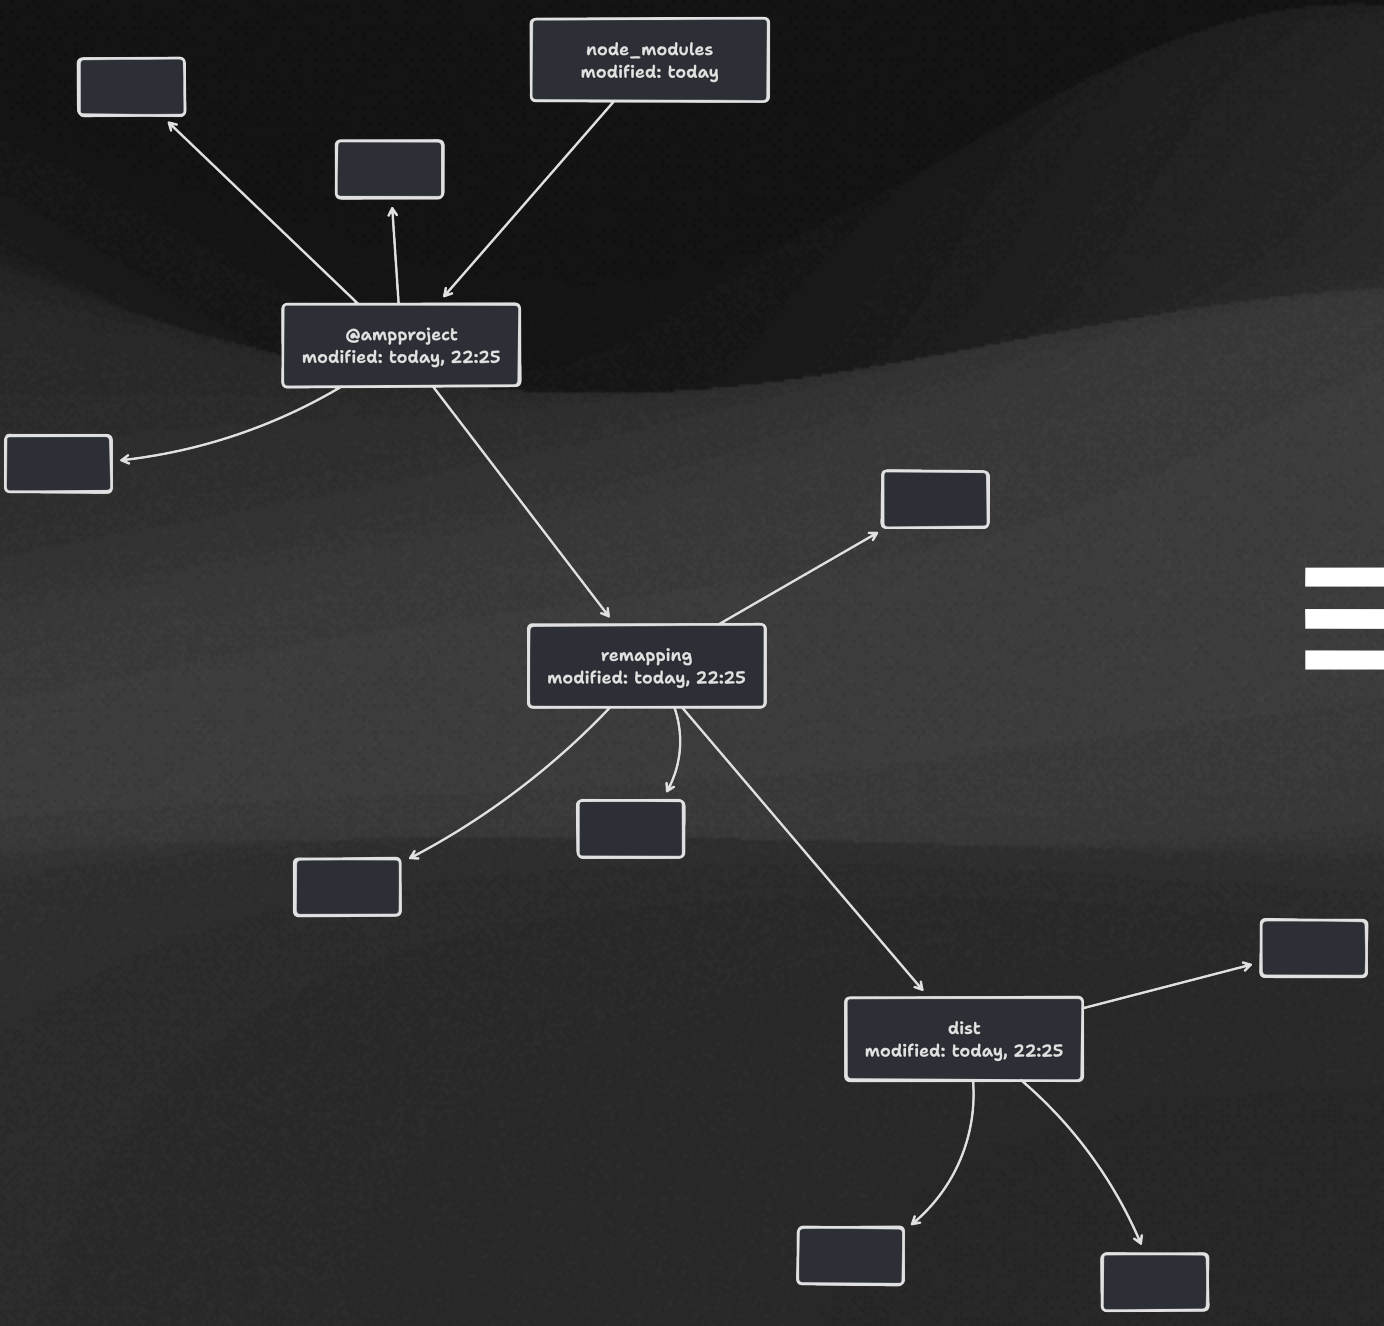 node_modules
modified: today
@ampproject
modified: today, 22:25
remapping
modified: today, 22:25
dist
modified: today, 22:25